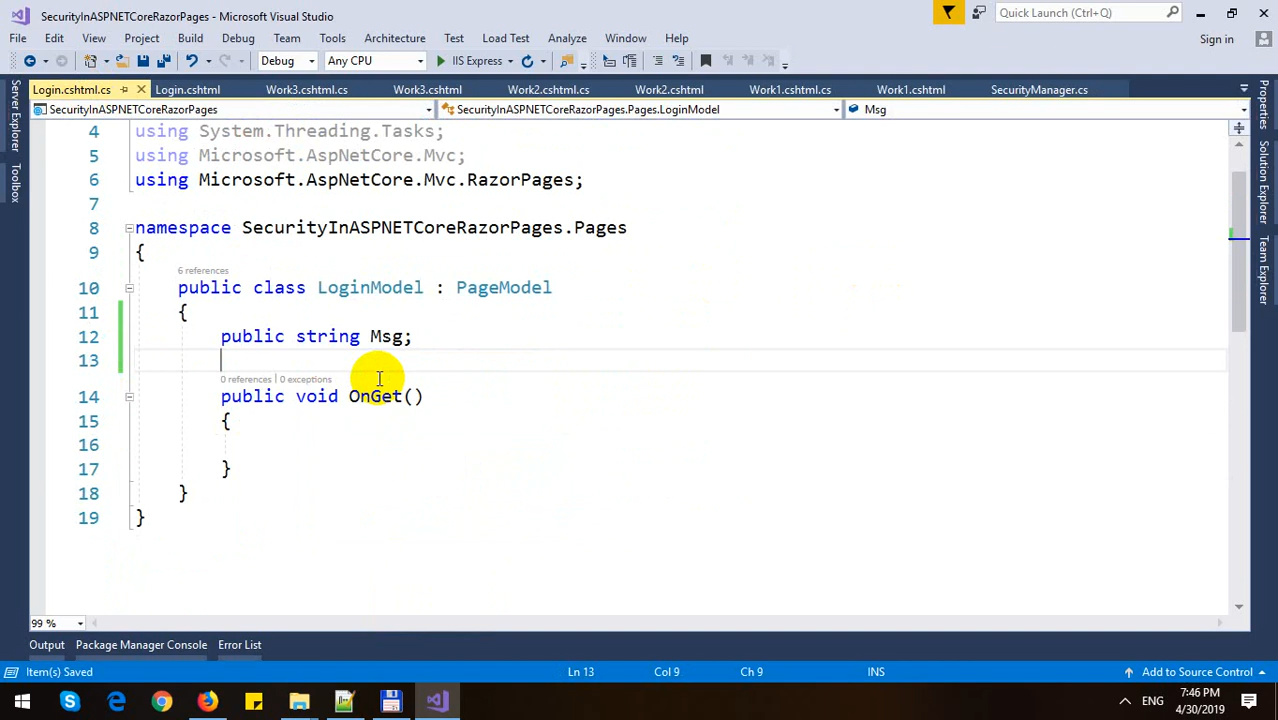 SecurityInASPNETCoreRazorPages - Microsoft Visual Studio
Quick Launch (Ctrl+Q)
File Edit View Project Build Debug Team Tools Architecture Test Load Test Analyze Window Help
Sign in
Debug Any CPU IIS Express
Login.cshtml.cs Login.cshtml Work3.cshtml.cs Work3.cshtml Work2.cshtml.cs Work2.cshtml Work1.cshtml.cs Work1.cshtml SecurityManager.cs
SecurityInASPNETCoreRazorPages SecurityInASPNETCoreRazorPages.Pages.LoginModel Msg
Server Explorer
Toolbox
Properties
Solution Explorer
Team Explorer
4 using System.Threading.Tasks;
5 using Microsoft.AspNetCore.Mvc;
6 using Microsoft.AspNetCore.Mvc.RazorPages;
7
8 namespace SecurityInASPNETCoreRazorPages.Pages
9 {
6 references
10 public class LoginModel : PageModel
11 {
12 public string Msg;
13
0 references | 0 exceptions
14 public void OnGet()
15 {
16
17 }
18 }
19 }
99 %
Output Package Manager Console Error List
Item(s) Saved Ln 13 Col 9 Ch 9 INS Add to Source Control
ENG
7:46 PM
4/30/2019